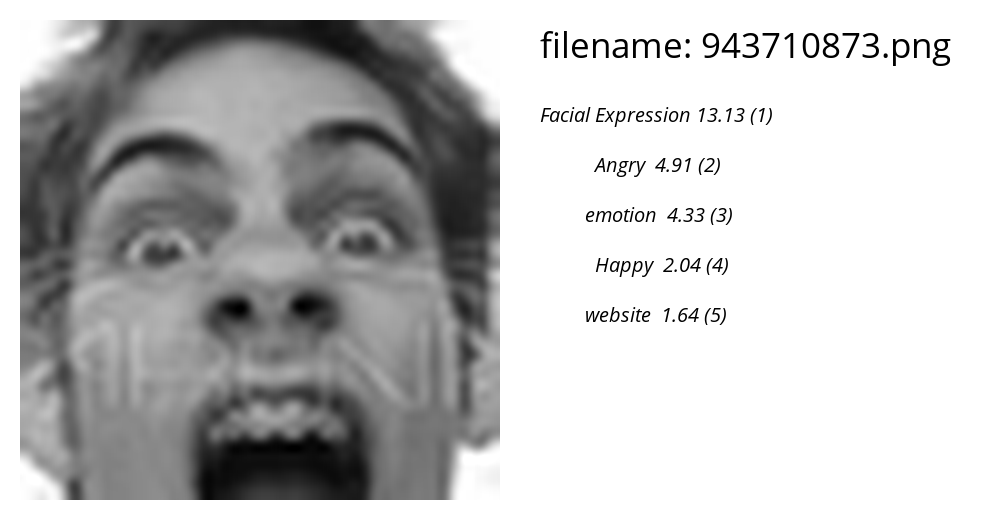 filename: 943710873.png
Facial Expression 13.13 (1)
Angry 4.91 (2)
emotion 4.33 (3)
Happy 2.04 (4)
website 1.64 (5)